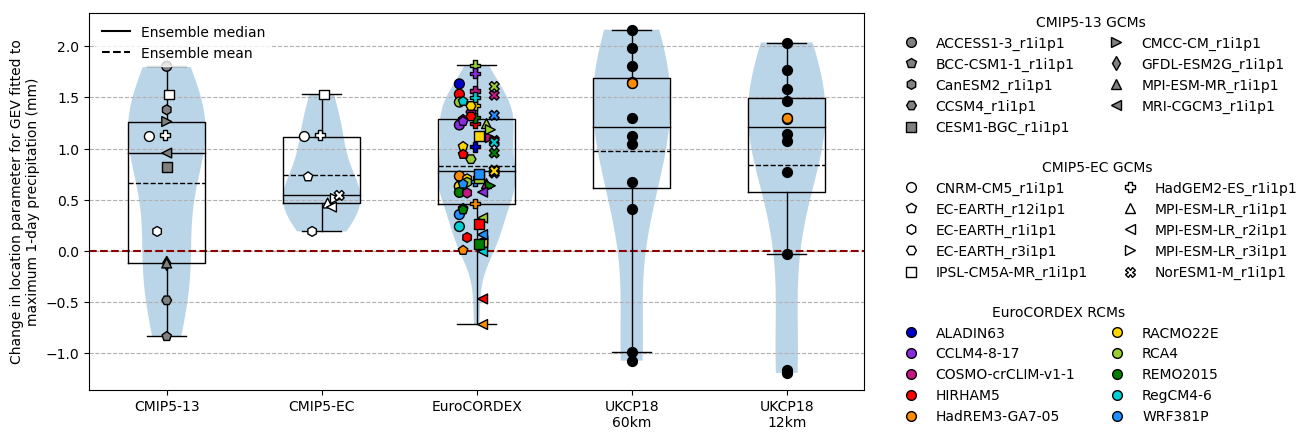 Change in location parameter for GEV fitted to
maximum 1-day precipitation (mm)
2.0
1.5
1.0
0.5
0.0
−0.5
−1.0
Ensemble median
Ensemble mean
CMIP5-13
CMIP5-EC
EuroCORDEX
UKCP18
60km
UKCP18
12km
CMIP5-13 GCMs
ACCESS1-3_r1i1p1
BCC-CSM1-1_r1i1p1
CanESM2_r1i1p1
CCSM4_r1i1p1
CESM1-BGC_r1i1p1
CMCC-CM_r1i1p1
GFDL-ESM2G_r1i1p1
MPI-ESM-MR_r1i1p1
MRI-CGCM3_r1i1p1
CMIP5-EC GCMs
CNRM-CM5_r1i1p1
EC-EARTH_r12i1p1
EC-EARTH_r1i1p1
EC-EARTH_r3i1p1
IPSL-CM5A-MR_r1i1p1
HadGEM2-ES_r1i1p1
MPI-ESM-LR_r1i1p1
MPI-ESM-LR_r2i1p1
MPI-ESM-LR_r3i1p1
NorESM1-M_r1i1p1
EuroCORDEX RCMs
ALADIN63
CCLM4-8-17
COSMO-crCLIM-v1-1
HIRHAM5
HadREM3-GA7-05
RACMO22E
RCA4
REMO2015
RegCM4-6
WRF381P